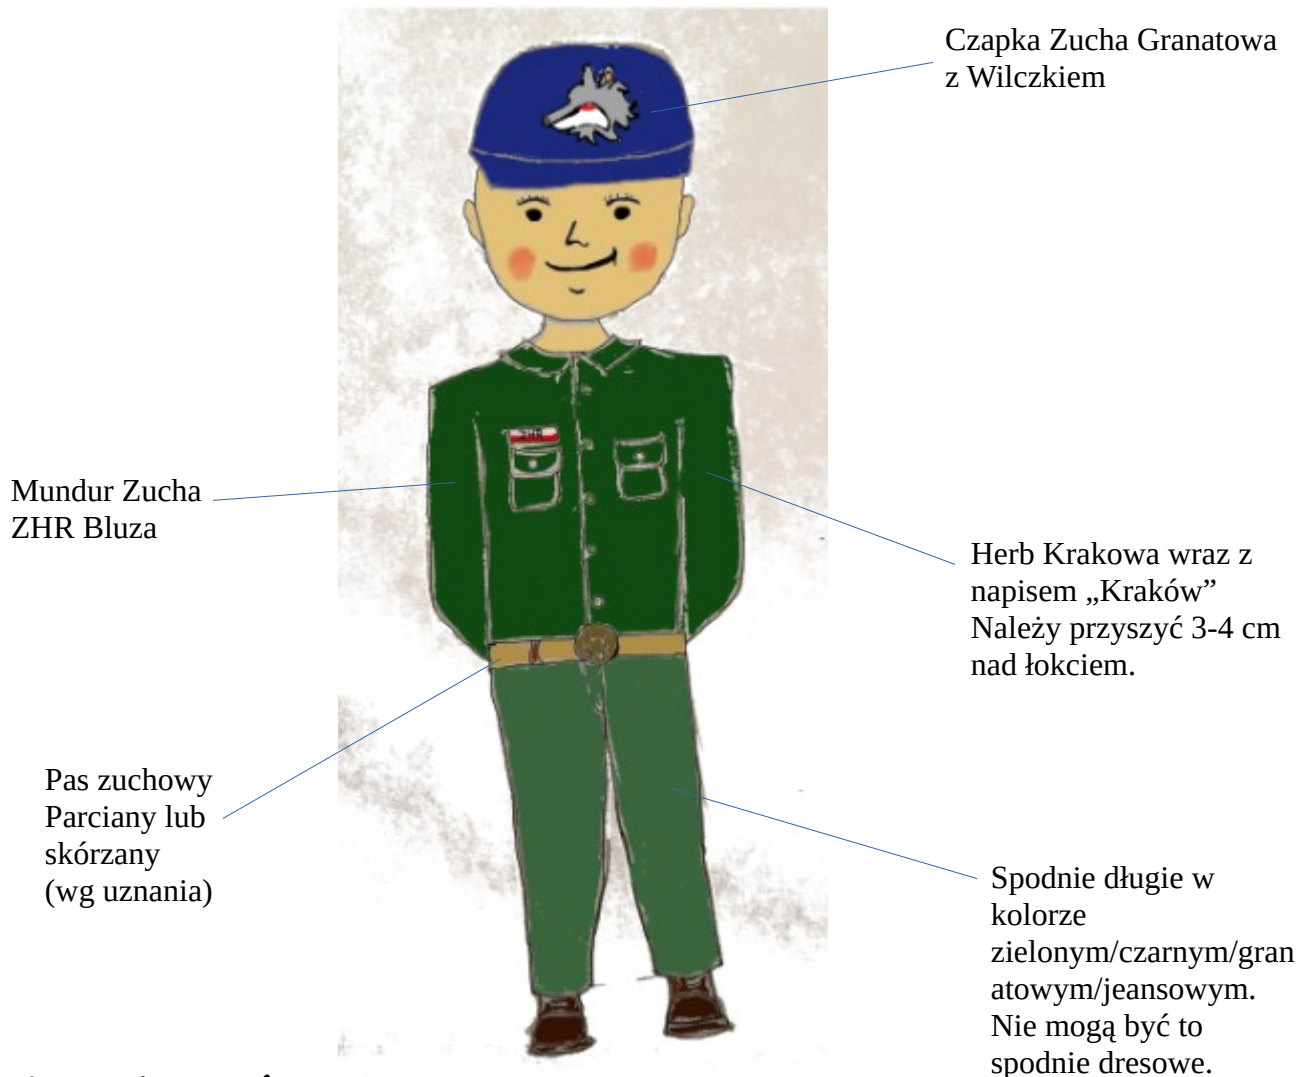 Czapka Zucha Granatowa
z Wilczkiem
ZHR
Mundur Zucha
ZHR Bluza
Herb Krakowa wraz z
napisem „Kraków”
Należy przyszyć 3-4 cm
nad łokciem.
Pas zuchowy
Parciany lub
skórzany
(wg uznania)
Spodnie długie w
kolorze
zielonym/czarnym/gran
atowym/jeansowym.
Nie mogą być to
spodnie dresowe.